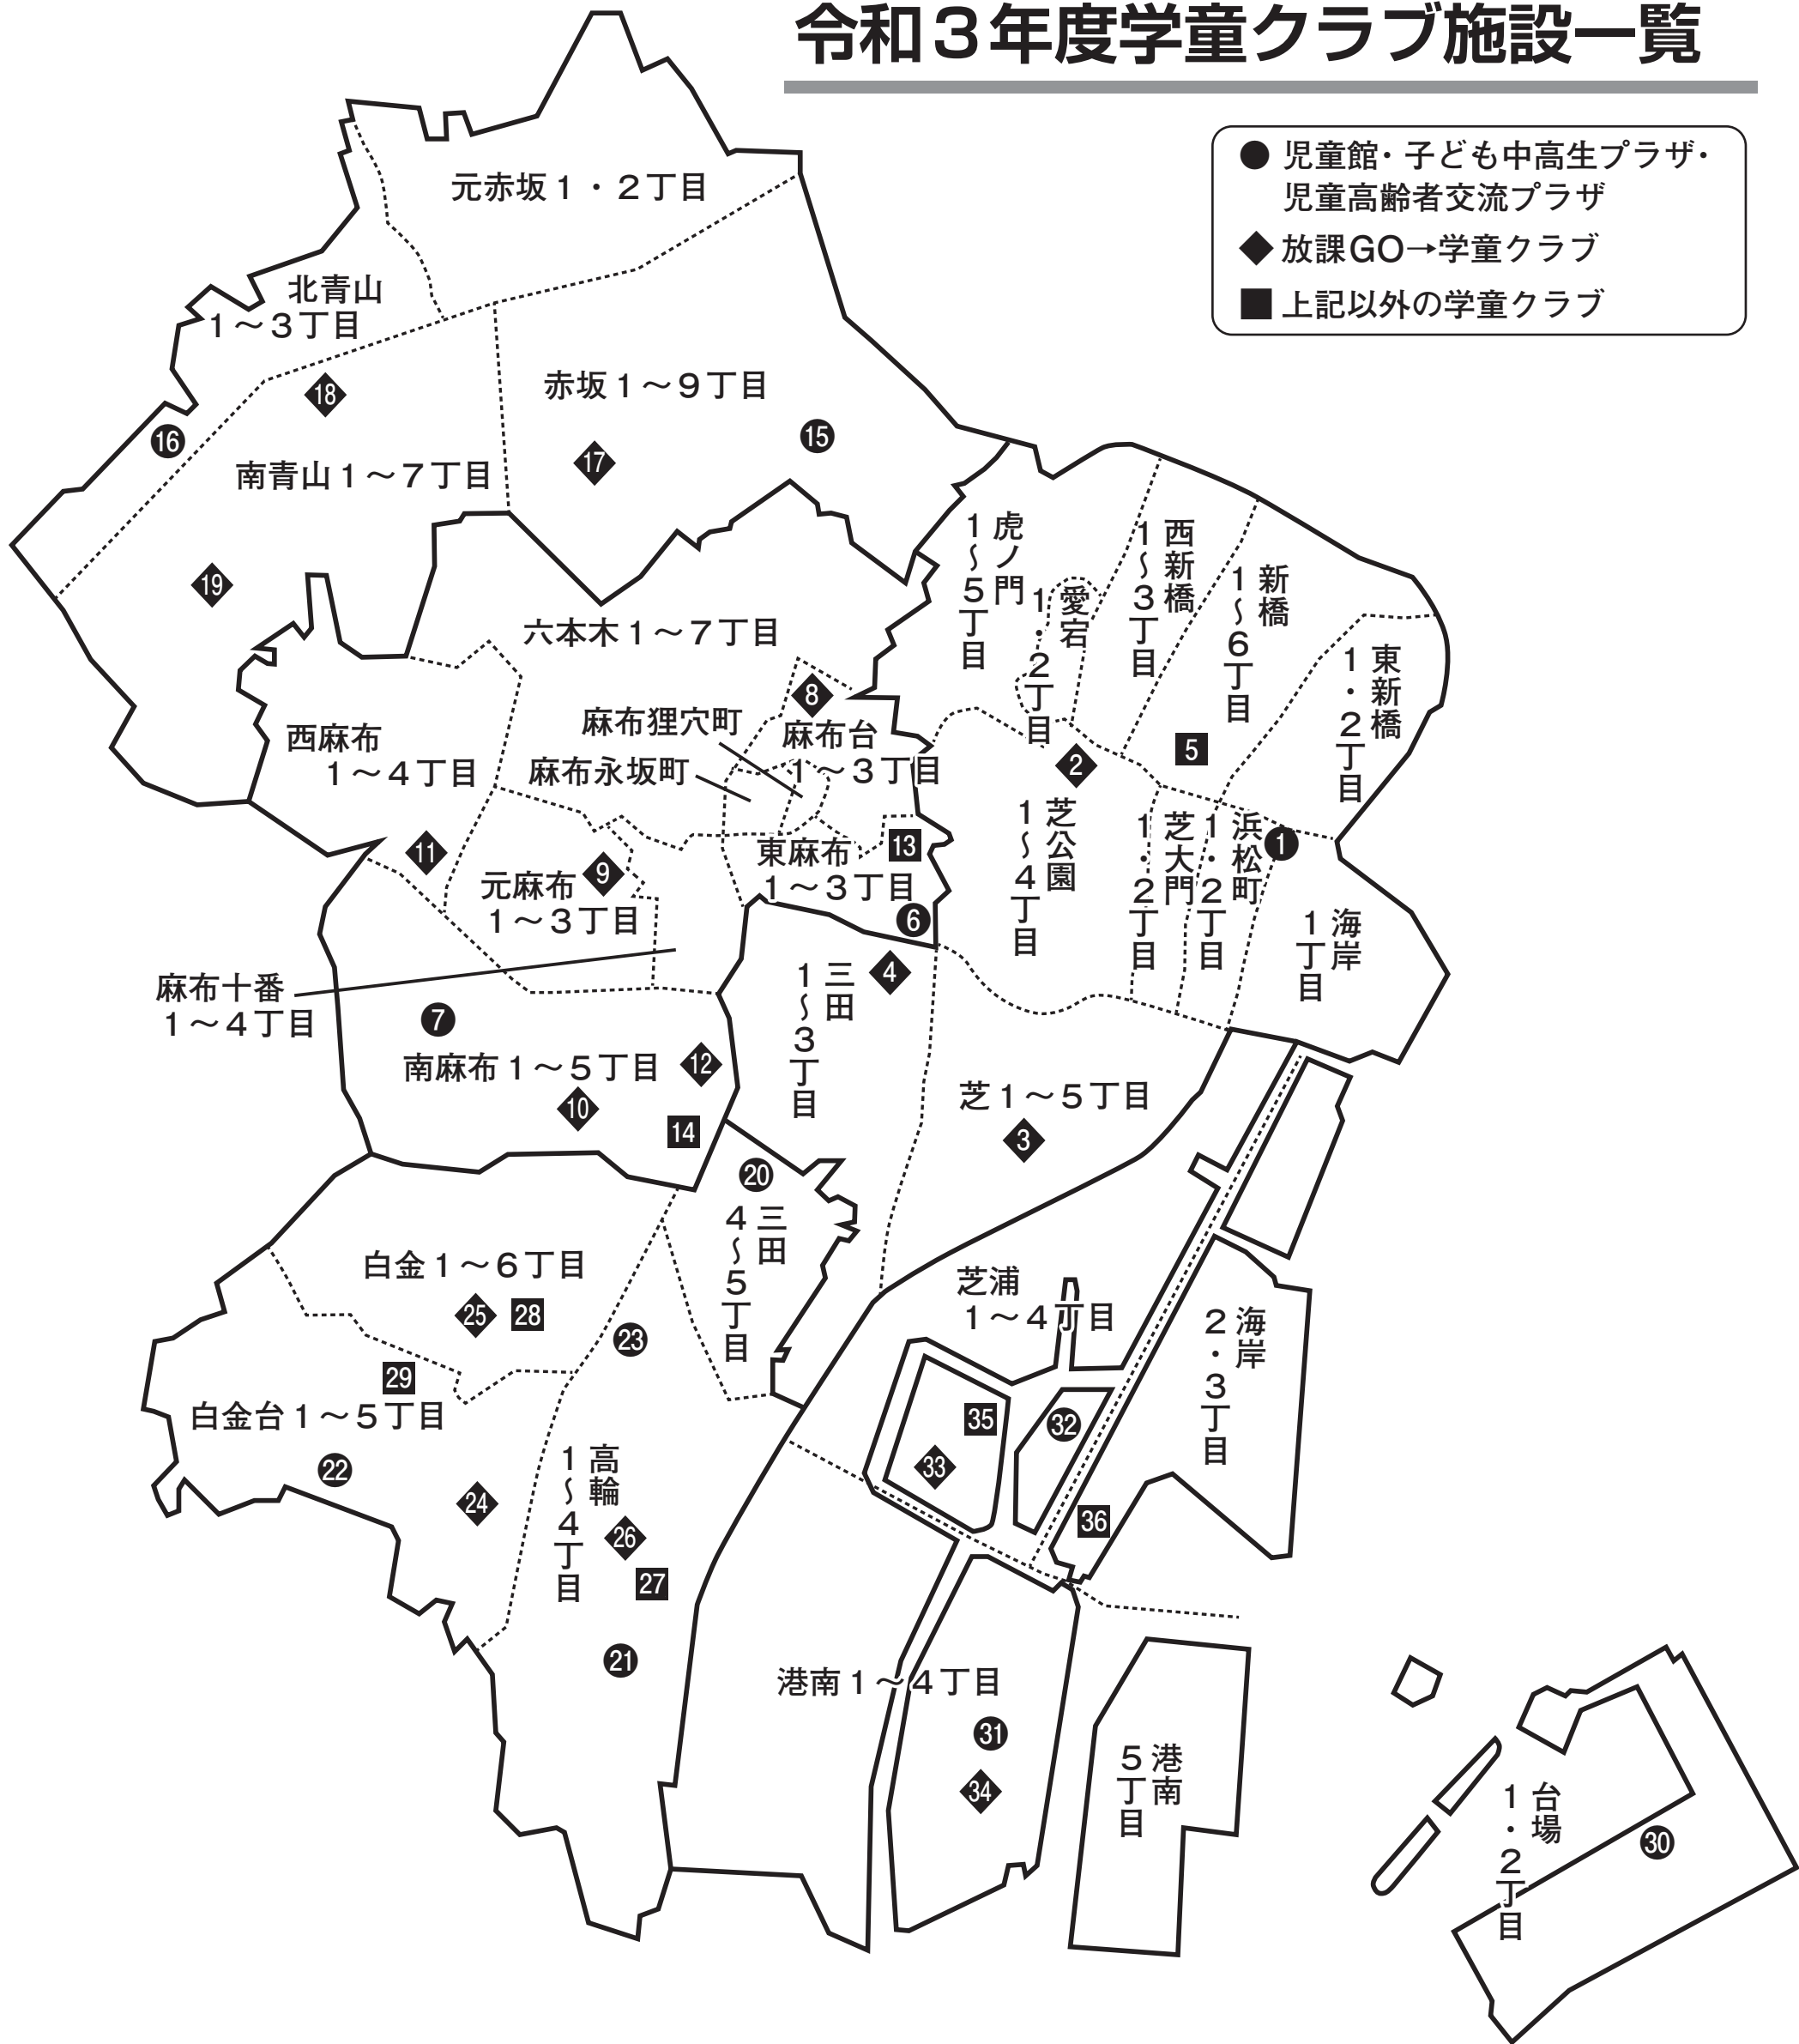 令和３年度学童クラブ施設一覧
● 児童館・子ども中高生プラザ・
児童高齢者交流プラザ
◆ 放課GO→学童クラブ
■ 上記以外の学童クラブ
元赤坂１・２丁目
北青山
１～３丁目
18
赤坂１～９丁目
16
15
17
南青山１～７丁目
19
虎ノ門
１～５丁目
愛宕
１・２丁目
西新橋
１～３丁目
新橋
１～６丁目
東新橋
１・２丁目
六本木１～７丁目
8
麻布狸穴町
麻布台
１～３丁目
西麻布
１～４丁目
麻布永坂町
2
5
芝公園
１～４丁目
芝大門
１・２丁目
浜松町
１・２丁目
1
海岸
１丁目
11
9
13
東麻布
１～３丁目
元麻布
１～３丁目
6
4
三田
１～３丁目
麻布十番
１～４丁目
7
南麻布１～５丁目
12
10
14
芝１～５丁目
3
20
三田
４～５丁目
白金１～６丁目
25
28
23
芝浦
１～４丁目
海岸
２・３丁目
29
白金台１～５丁目
22
24
35
32
33
36
高輪
１～４丁目
26
27
21
港南１～４丁目
31
34
港南
５丁目
台場
１・２丁目
30